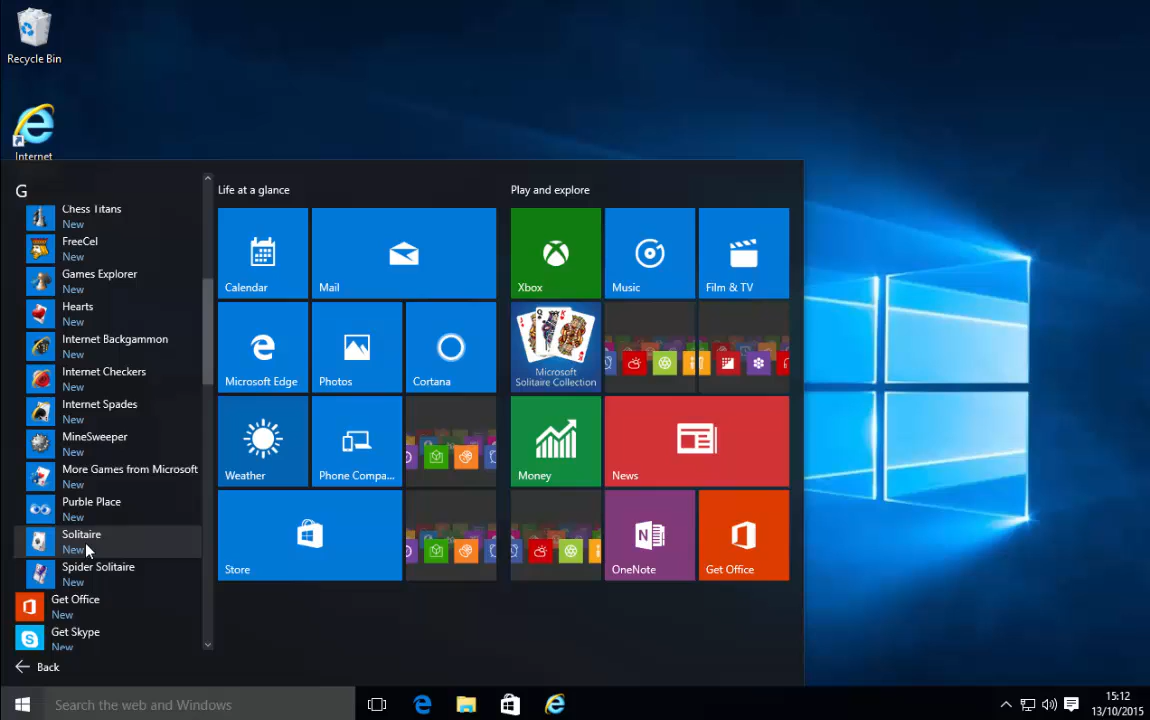 Recycle Bin
Internet
G
Chess Titans
New
FreeCel
New
Games Explorer
New
Hearts
New
Internet Backgammon
New
Internet Checkers
New
Internet Spades
New
MineSweeper
New
More Games from Microsoft
New
Purble Place
New
Solitaire
New
Spider Solitaire
New
Get Office
New
Get Skype
New
Back
Life at a glance
Calendar
Mail
Microsoft Edge
Photos
Cortana
Weather
Phone Compa...
Store
Play and explore
Xbox
Music
Film & TV
Microsoft
Solitaire Collection
Money
News
OneNote
Get Office
Search the web and Windows
15:12
13/10/2015